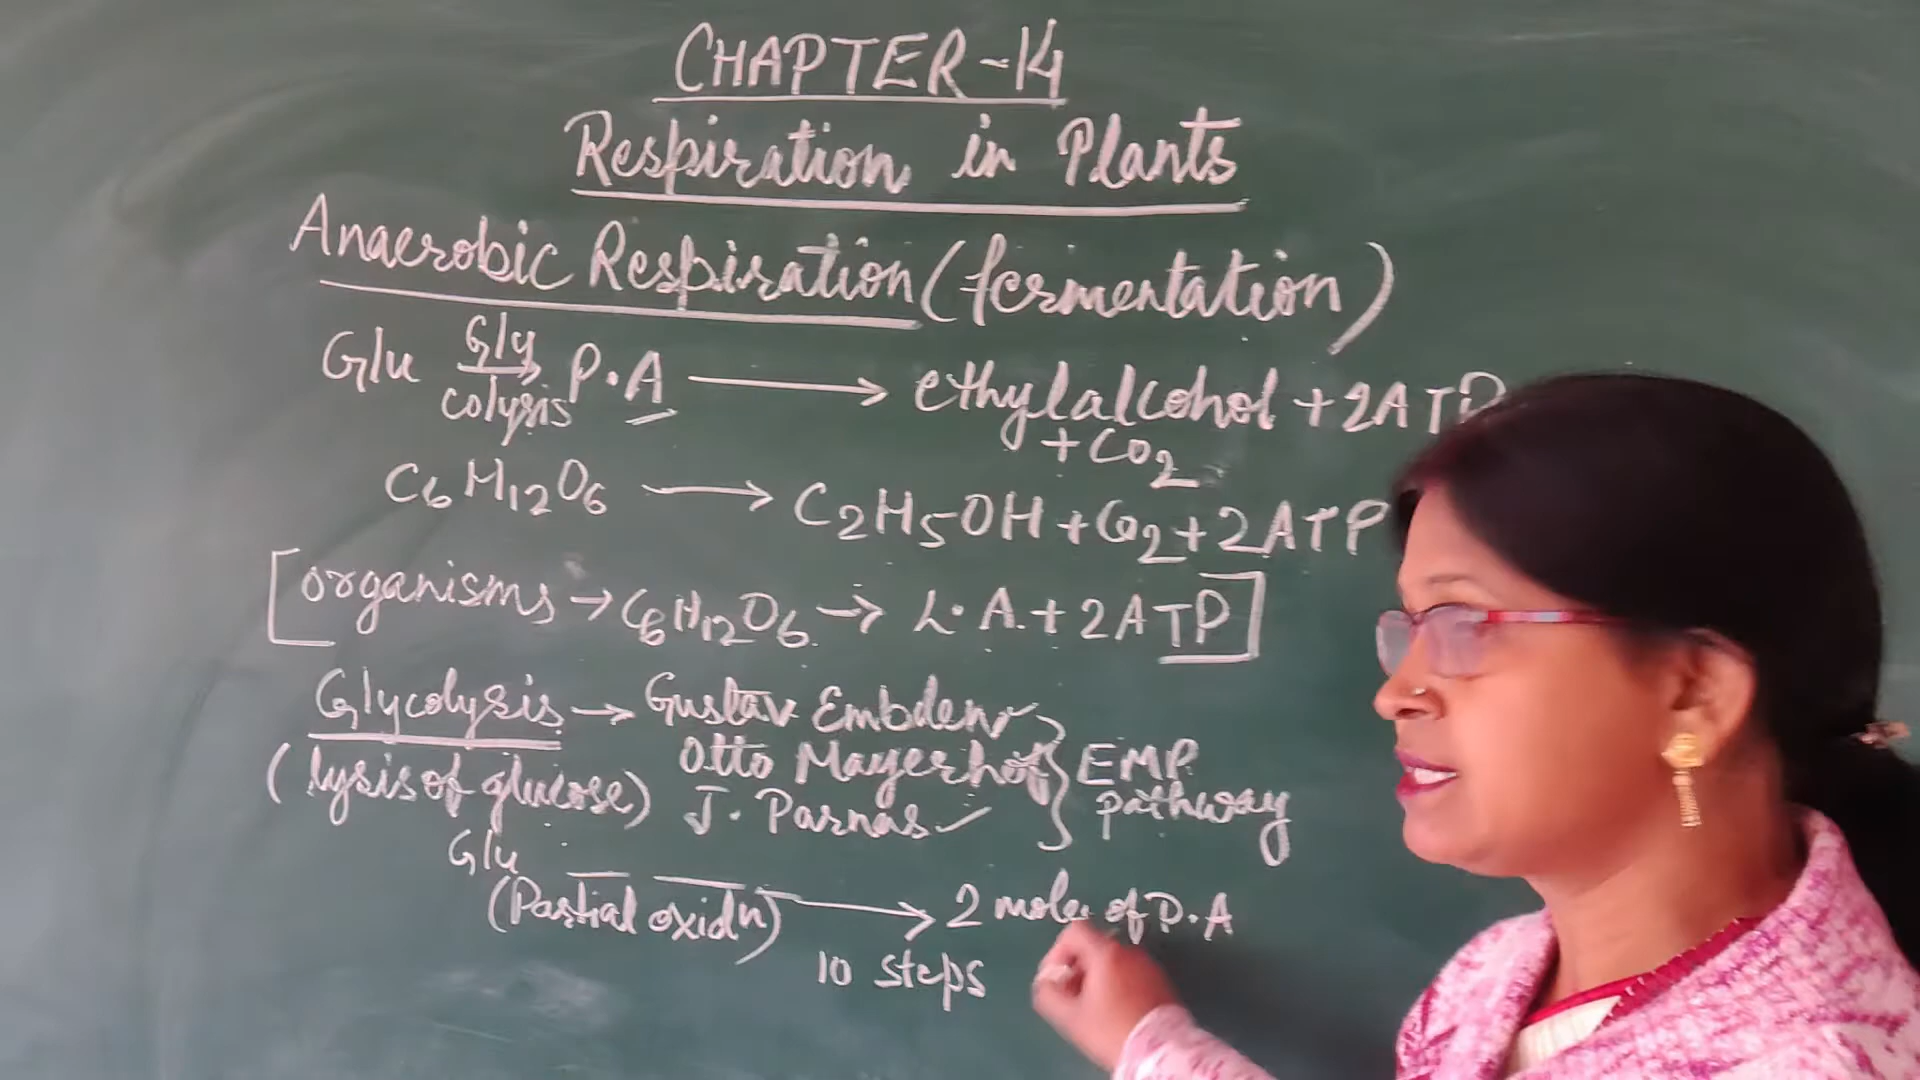 CHAPTER-14
Respiration in Plants
Anaerobic Respiration (fermentation)
Glu Gly colysis P.A → ethylalcohol + 2ATP
+ CO2
C6H12O6 → C2H5OH + CO2 + 2ATP
[organisms → C6H12O6 → L.A. + 2ATP]
Glycolysis → Gustav Embden
(lysis of glucose) Otto Mayerhof } EMP pathway
J. Parnas
Glu
(Partial oxidn) → 2 mole of P.A
10 steps